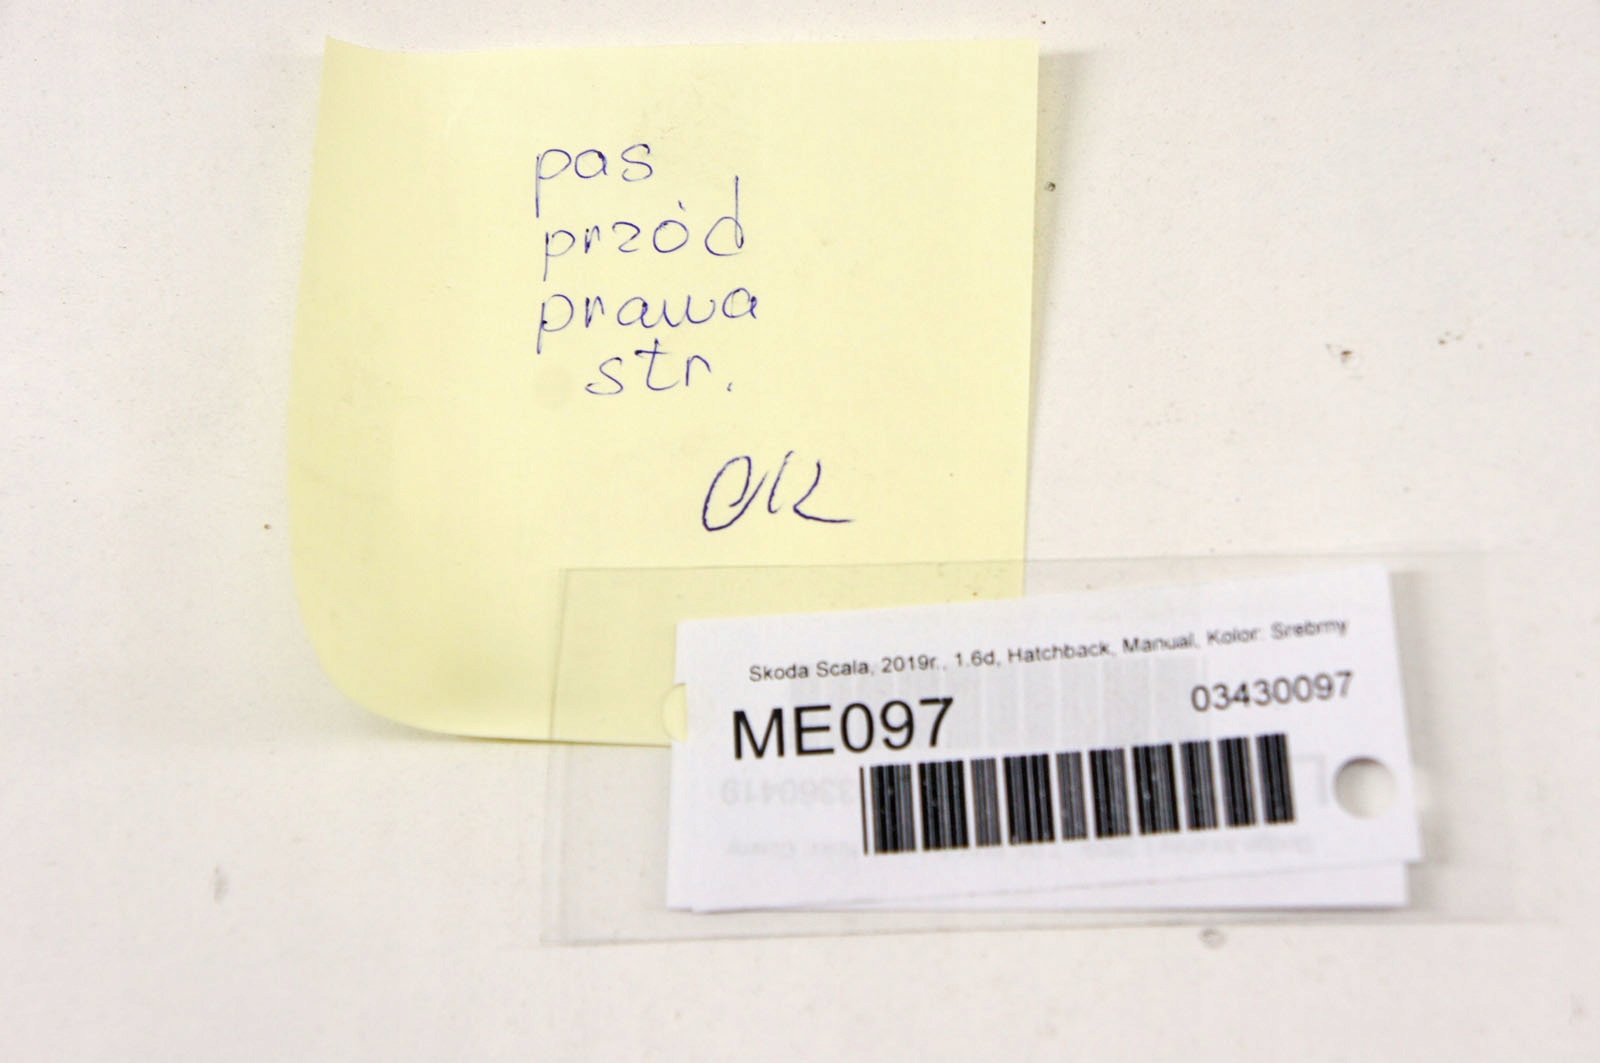 pas
przód
prawa
str.
OK
Skoda Scala, 2019r., 1.6d, Hatchback, Manual, Kolor: Srebrny
ME097
03430097